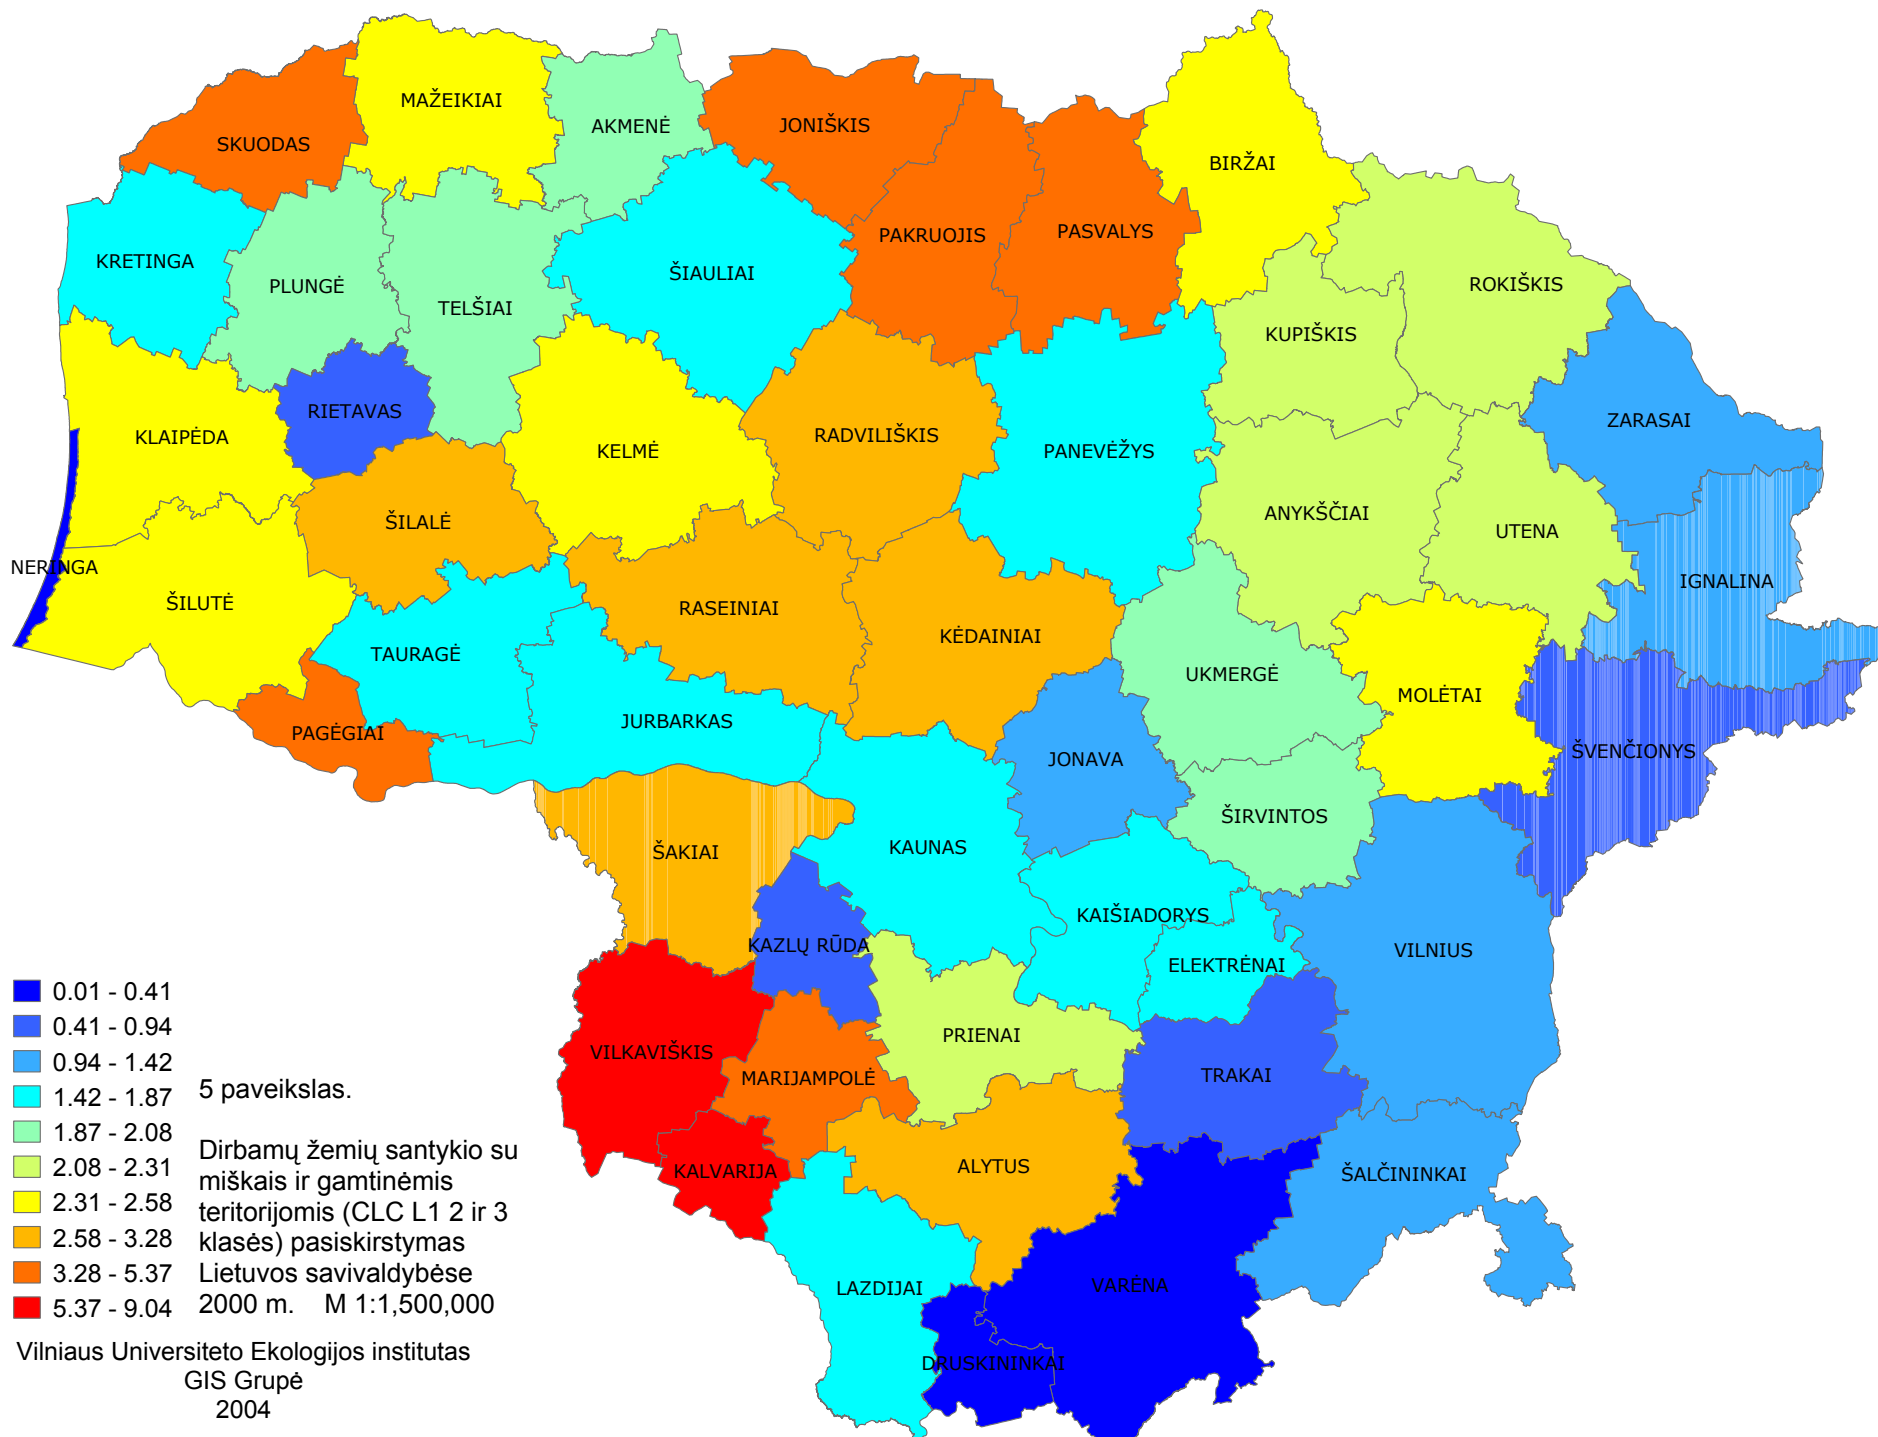 MAŽEIKIAI
AKMENĖ
JONIŠKIS
SKUODAS
BIRŽAI
PAKRUOJIS
PASVALYS
KRETINGA
PLUNGĖ
TELŠIAI
ŠIAULIAI
ROKIŠKIS
KUPIŠKIS
RIETAVAS
ZARASAI
KLAIPĖDA
KELMĖ
RADVILIŠKIS
PANEVĖŽYS
ŠILALĖ
ANYKŠČIAI
UTENA
NERINGA
IGNALINA
ŠILUTĖ
RASEINIAI
KĖDAINIAI
TAURAGĖ
UKMERGĖ
MOLĖTAI
JURBARKAS
PAGĖGIAI
JONAVA
ŠVENČIONYS
ŠIRVINTOS
ŠAKIAI
KAUNAS
KAIŠIADORYS
KAZLŲ RŪDA
VILNIUS
ELEKTRĖNAI
PRIENAI
VILKAVIŠKIS
MARIJAMPOLĖ
TRAKAI
KALVARIJA
ALYTUS
ŠALČININKAI
LAZDIJAI
VARĖNA
DRUSKININKAI
0.01 - 0.41
0.41 - 0.94
0.94 - 1.42
1.42 - 1.87
1.87 - 2.08
2.08 - 2.31
2.31 - 2.58
2.58 - 3.28
3.28 - 5.37
5.37 - 9.04
5 paveikslas.
Dirbamų žemių santykio su
miškais ir gamtinėmis
teritorijomis (CLC L1 2 ir 3
klasės) pasiskirstymas
Lietuvos savivaldybėse
2000 m. M 1:1,500,000
Vilniaus Universiteto Ekologijos institutas
GIS Grupė
2004